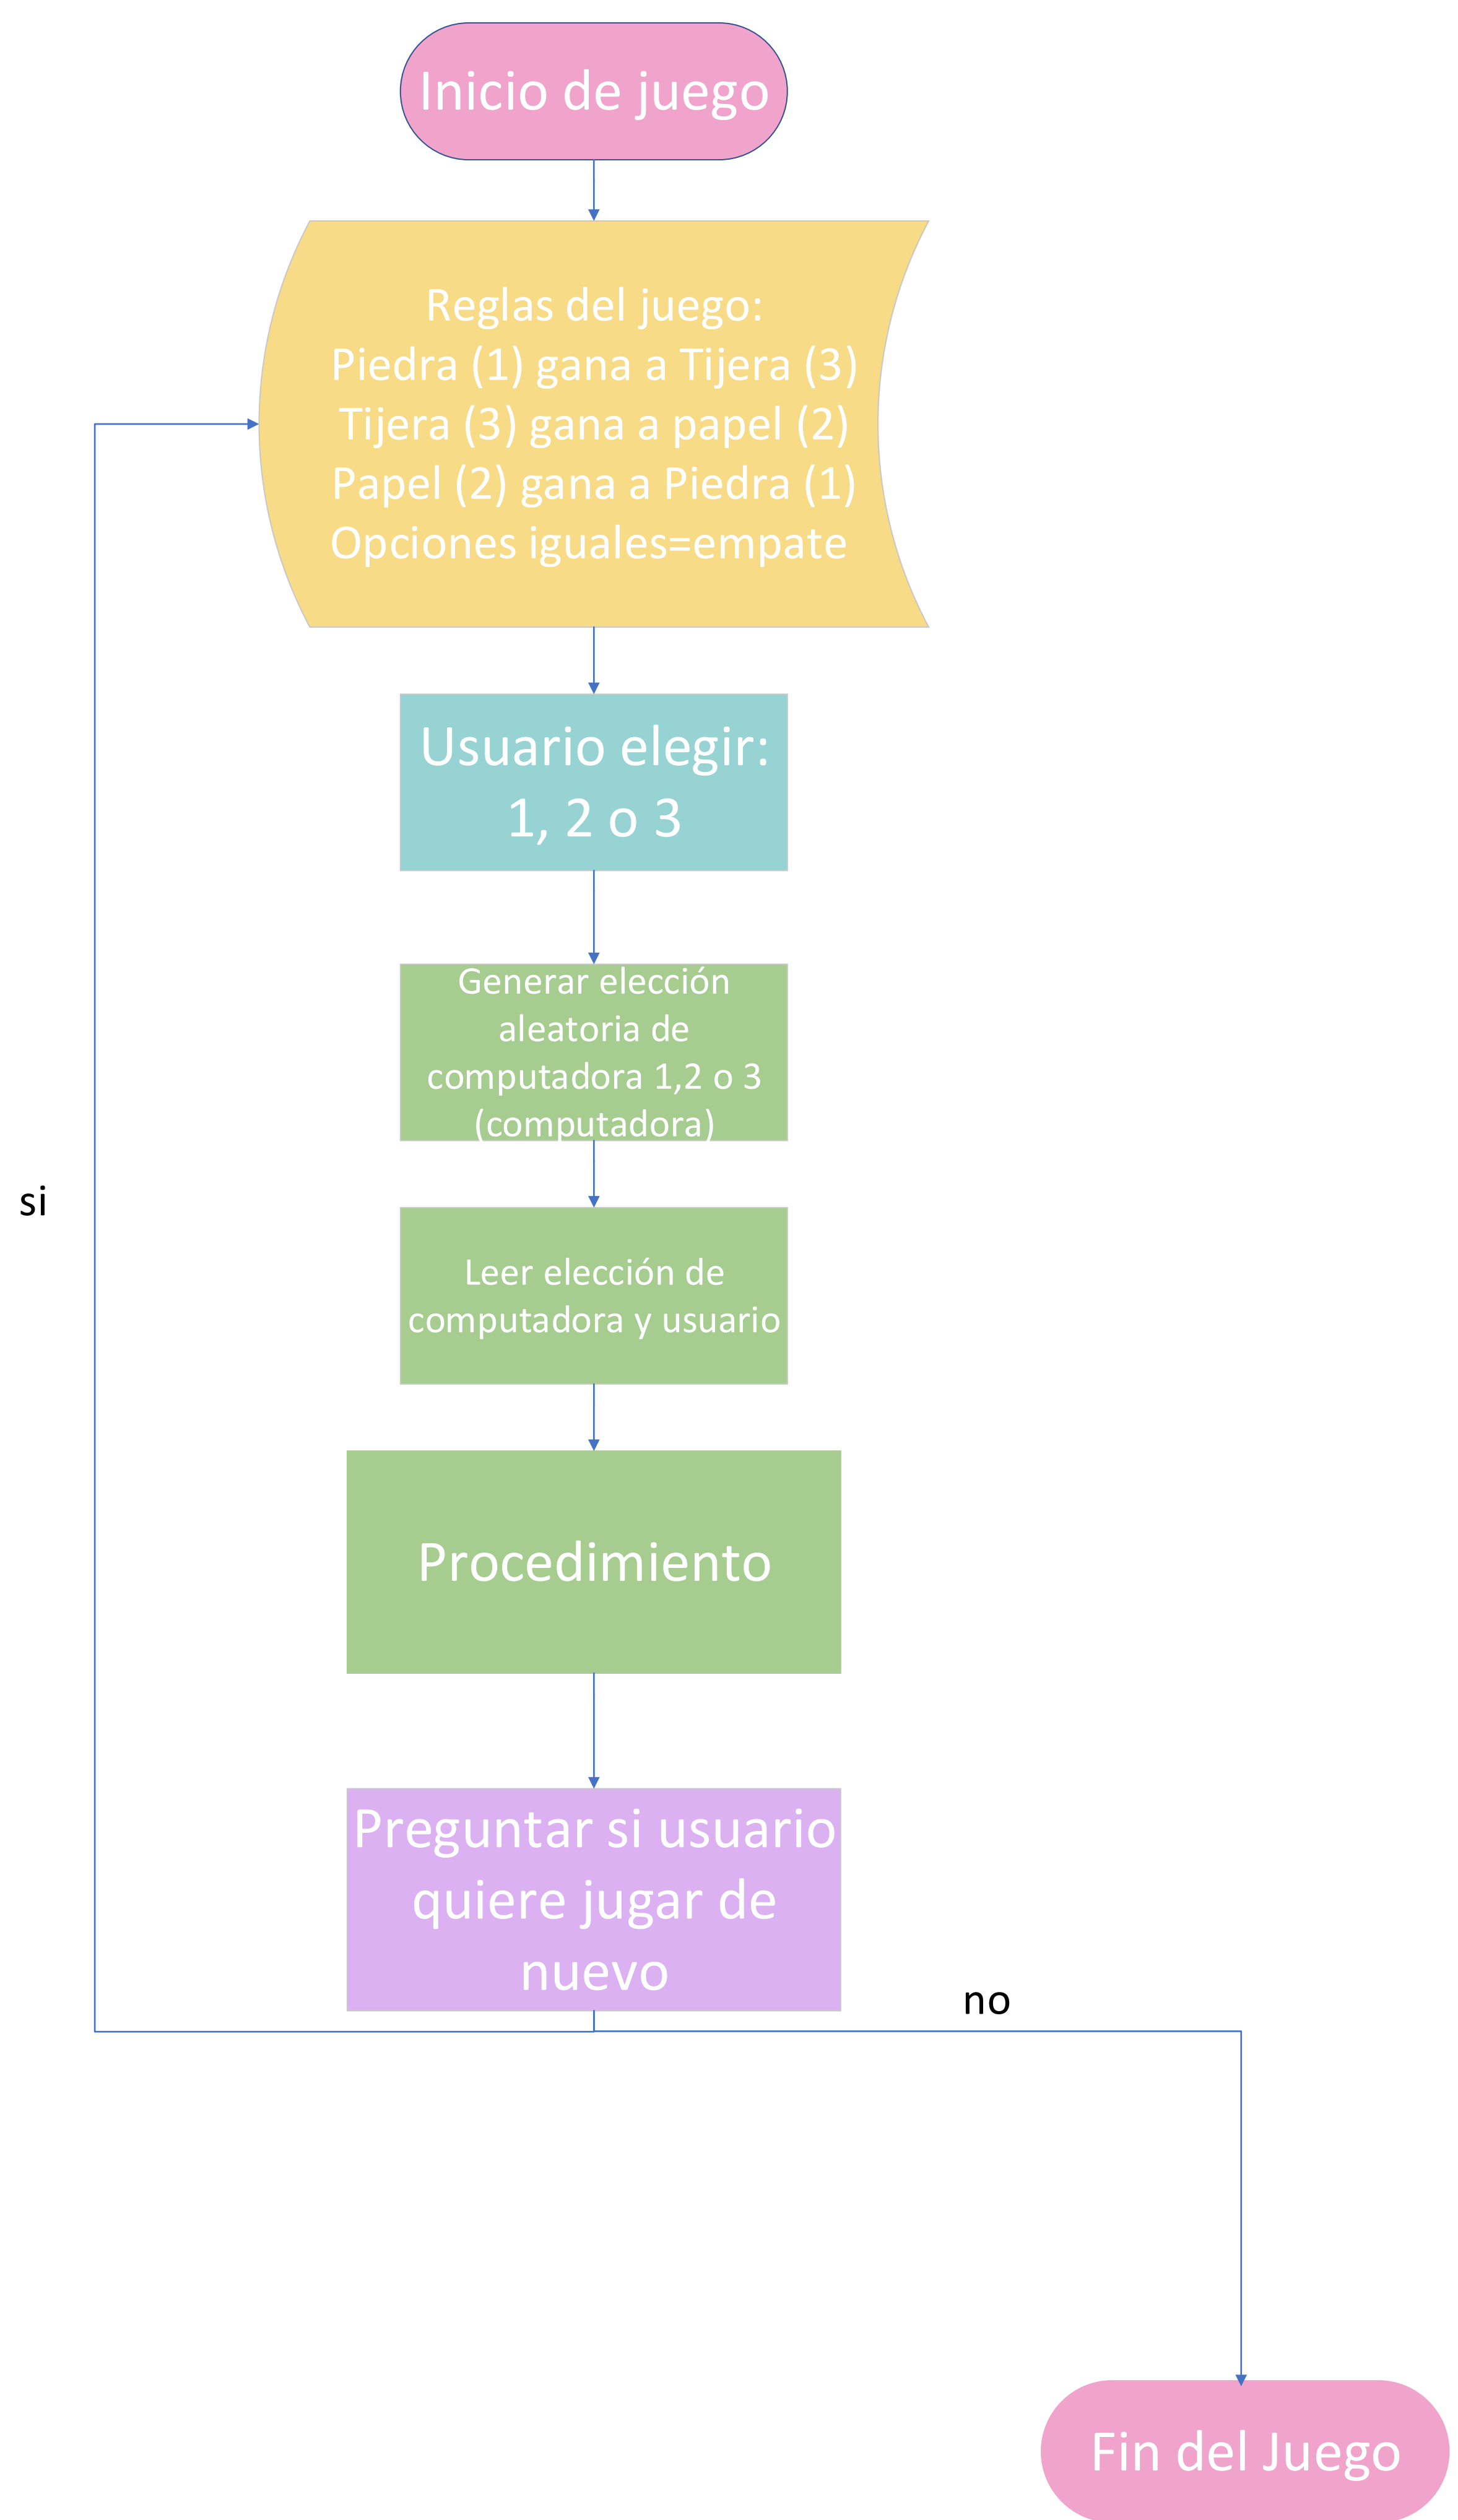 Inicio de juego
Reglas del juego:
Piedra (1) gana a Tijera (3)
Tijera (3) gana a papel (2)
Papel (2) gana a Piedra (1)
Opciones iguales=empate
Usuario elegir:
1, 2 o 3
Generar elección
aleatoria de
computadora 1,2 o 3
(computadora)
si
Leer elección de
computadora y usuario
Procedimiento
Preguntar si usuario
quiere jugar de
nuevo
no
Fin del Juego